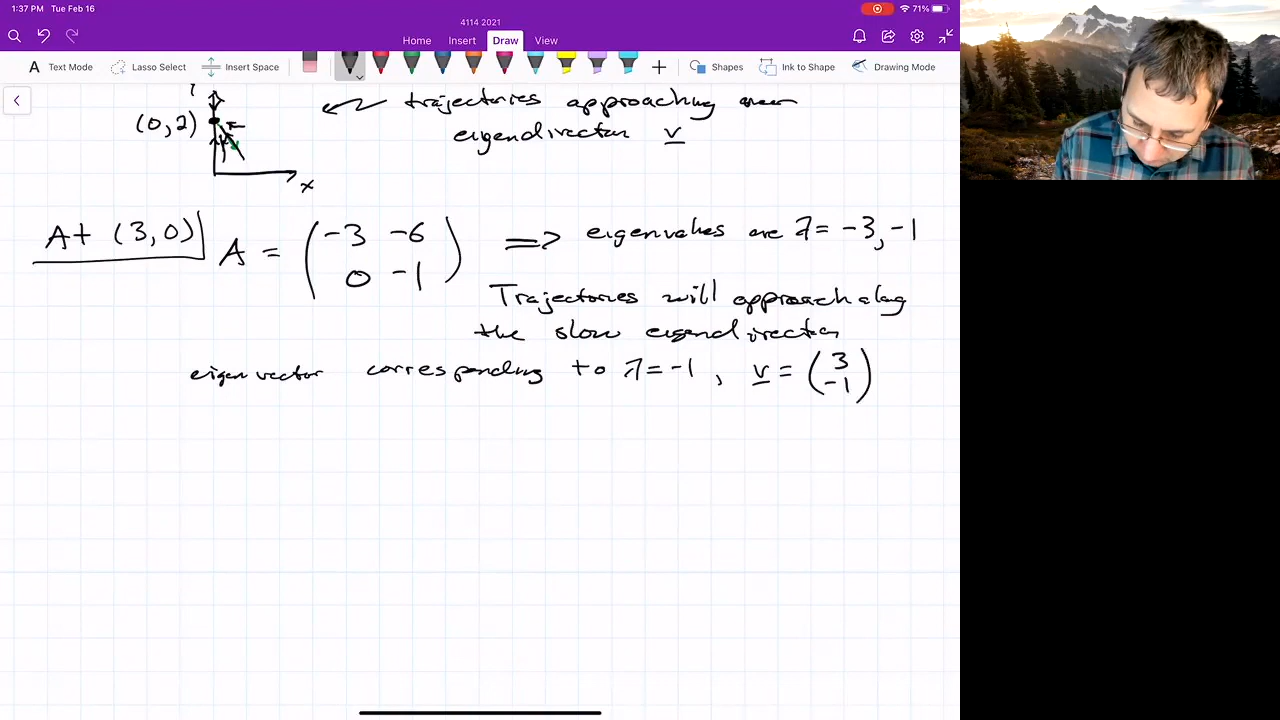 1:37 PM Tue Feb 16
71%
4114 2021
Home Insert Draw View
Text Mode Lasso Select Insert Space Shapes Ink to Shape Drawing Mode
y
(0, 2)
trajectories approaching over
eigendirection v
x
At (3, 0) A = ( -3 -6
0 -1 ) ⇒ eigenvalues are λ = -3, -1
Trajectories will approach along
the slow eigendirection
eigenvector corresponding to λ = -1, v = ( 3
-1 )